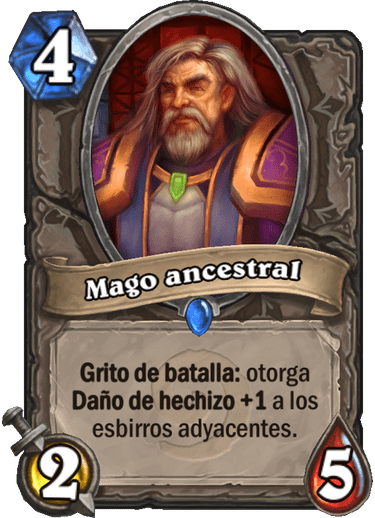 4
Mago ancestral
Grito de batalla: otorga
Daño de hechizo +1 a los
esbirros adyacentes.
2
5